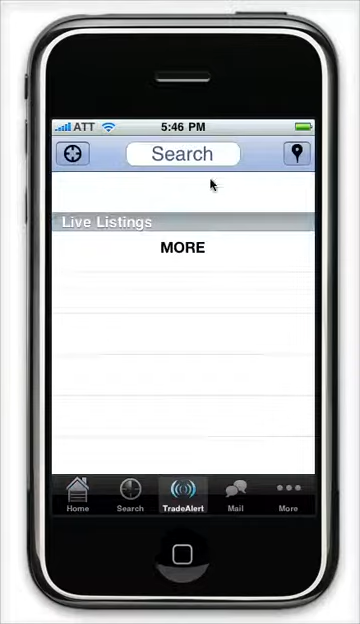 ATT 5:46 PM
Search
Live Listings
MORE
Home Search TradeAlert Mail More